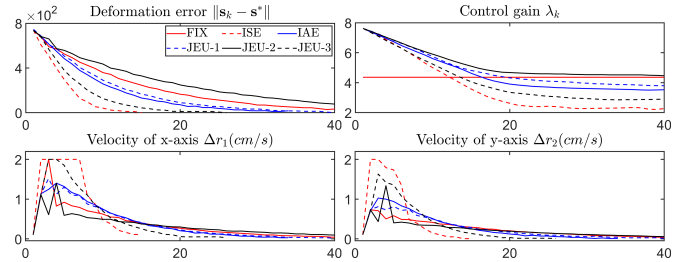 Deformation error ‖s_k − s*‖
Control gain λ_k
8 ×10²
4
0
0 20 40
FIX ISE IAE
JEU-1 JEU-2 JEU-3
8
6
4
2
0 20 40
Velocity of x-axis Δr₁(cm/s)
Velocity of y-axis Δr₂(cm/s)
2
1
0
0 20 40
2
1
0
0 20 40